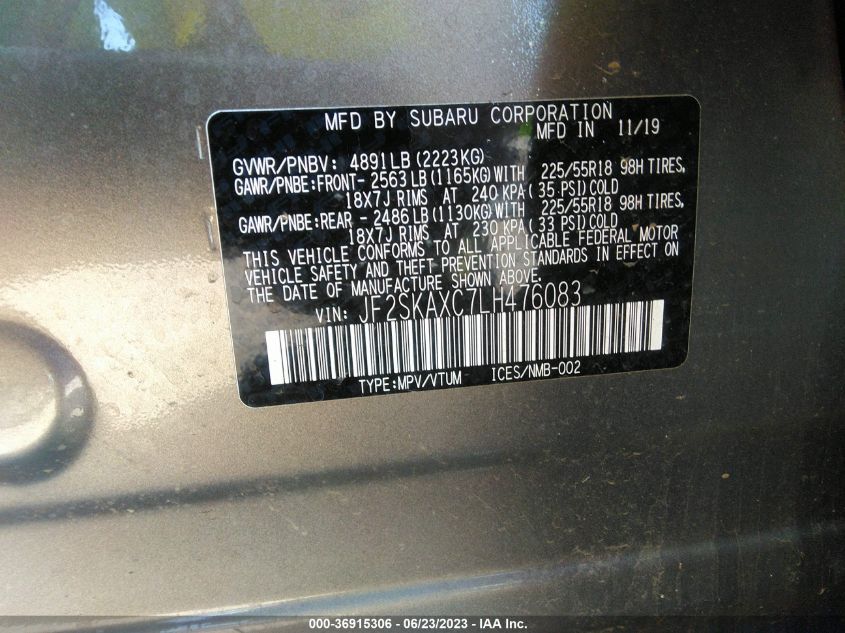 MFD BY SUBARU CORPORATION
MFD IN 11/19
GVWR/PNBV: 4891LB (2223KG)
GAWR/PNBE:FRONT- 2563LB(1165KG)WITH 225/55R18 98H TIRES,
18X7J RIMS AT 240 KPA( 35 PSI)COLD
GAWR/PNBE:REAR - 2486LB(1130KG)WITH 225/55R18 98H TIRES,
18X7J RIMS AT 230 KPA( 33 PSI)COLD
THIS VEHICLE CONFORMS TO ALL APPLICABLE FEDERAL MOTOR
VEHICLE SAFETY AND THEFT PREVENTION STANDARDS IN EFFECT ON
THE DATE OF MANUFACTURE SHOWN ABOVE.
VIN: JF2SKAXC7LH476083
TYPE:MPV/VTUM ICES/NMB-002
000-36915306 - 06/23/2023 - IAA Inc.